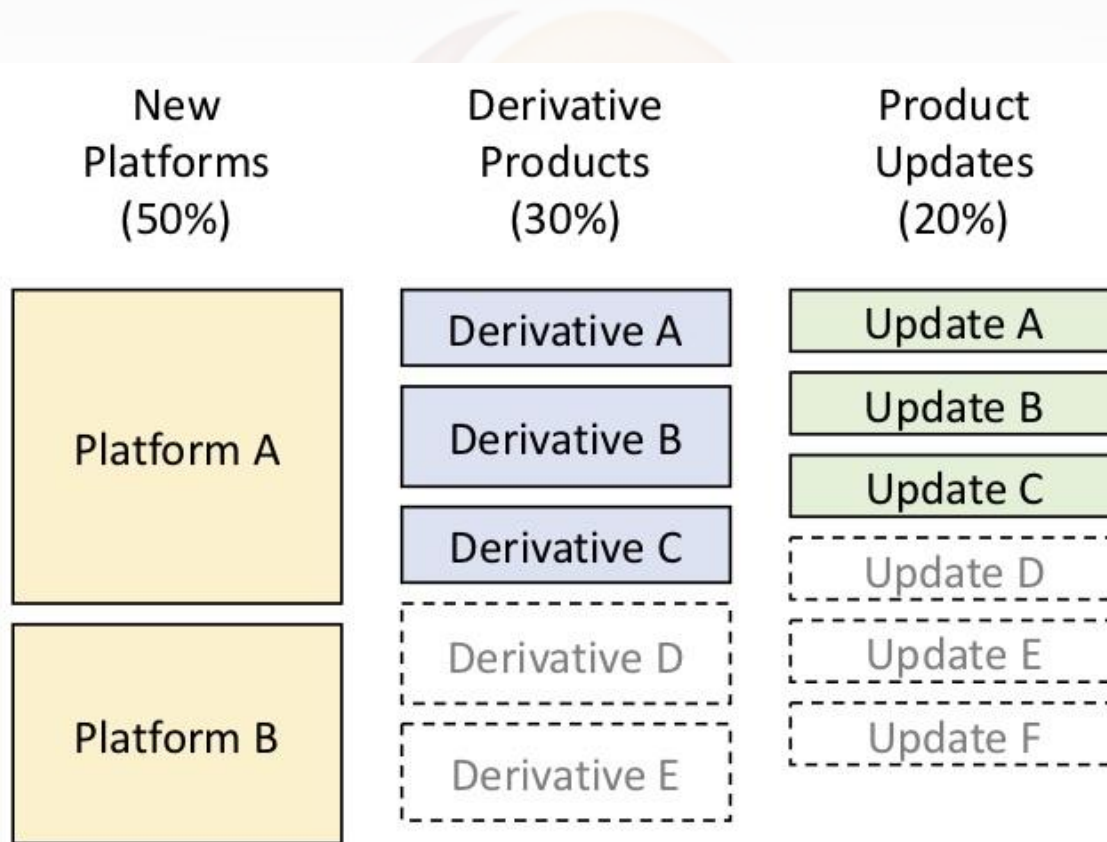 New
Platforms
(50%)
Derivative
Products
(30%)
Product
Updates
(20%)
Platform A
Platform B
Derivative A
Derivative B
Derivative C
Derivative D
Derivative E
Update A
Update B
Update C
Update D
Update E
Update F